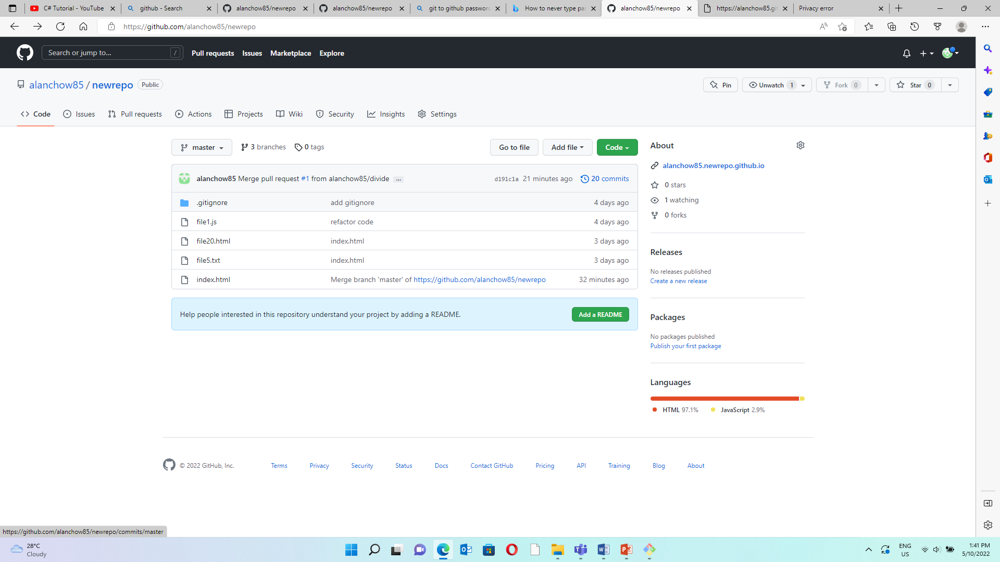 C# Tutorial - YouTube
github - Search
alanchow85/newrepo
alanchow85/newrepo
git to github password
How to never type pas
alanchow85/newrepo
https://alanchow85.git
Privacy error
https://github.com/alanchow85/newrepo
Search or jump to... /
Pull requests Issues Marketplace Explore
alanchow85 / newrepo Public
Pin
Unwatch 1
Fork 0
Star 0
Code Issues Pull requests Actions Projects Wiki Security Insights Settings
master 3 branches 0 tags
Go to file Add file Code
alanchow85 Merge pull request #1 from alanchow85/divide ... d191c1a 21 minutes ago 20 commits
.gitignore add gitignore 4 days ago
file1.js refactor code 4 days ago
file20.html index.html 3 days ago
file5.txt index.html 3 days ago
index.html Merge branch 'master' of https://github.com/alanchow85/newrepo 32 minutes ago
Help people interested in this repository understand your project by adding a README. Add a README
About
alanchow85.newrepo.github.io
0 stars
1 watching
0 forks
Releases
No releases published
Create a new release
Packages
No packages published
Publish your first package
Languages
HTML 97.1% JavaScript 2.9%
© 2022 GitHub, Inc. Terms Privacy Security Status Docs Contact GitHub Pricing API Training Blog About
https://github.com/alanchow85/newrepo/commits/master
28°C
Cloudy
ENG
US
1:41 PM
5/10/2022